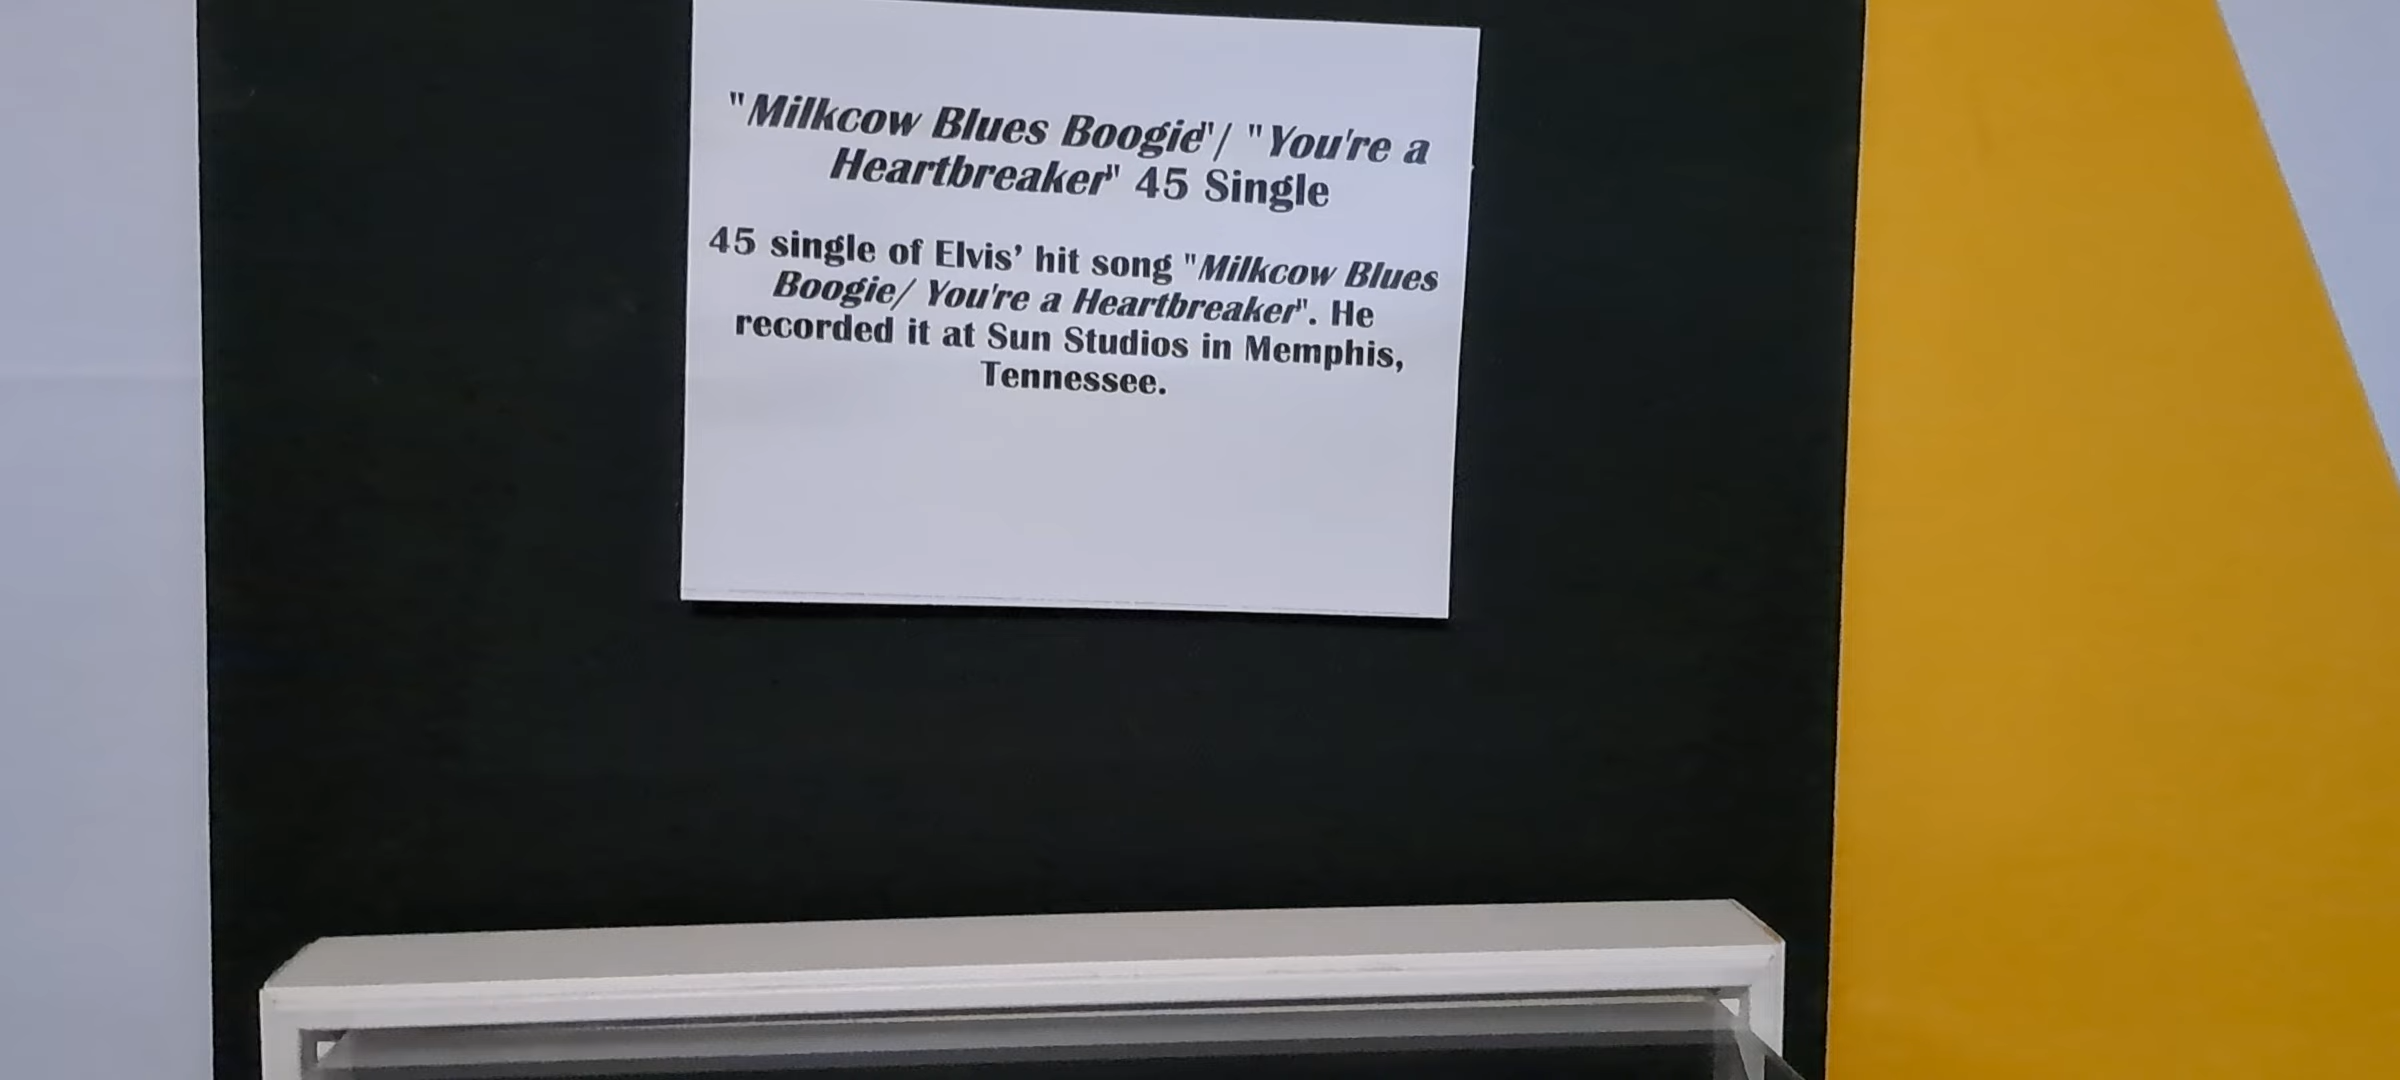 "Milkcow Blues Boogie"/ "You're a
Heartbreaker" 45 Single
45 single of Elvis’ hit song "Milkcow Blues
Boogie/ You're a Heartbreaker". He
recorded it at Sun Studios in Memphis,
Tennessee.